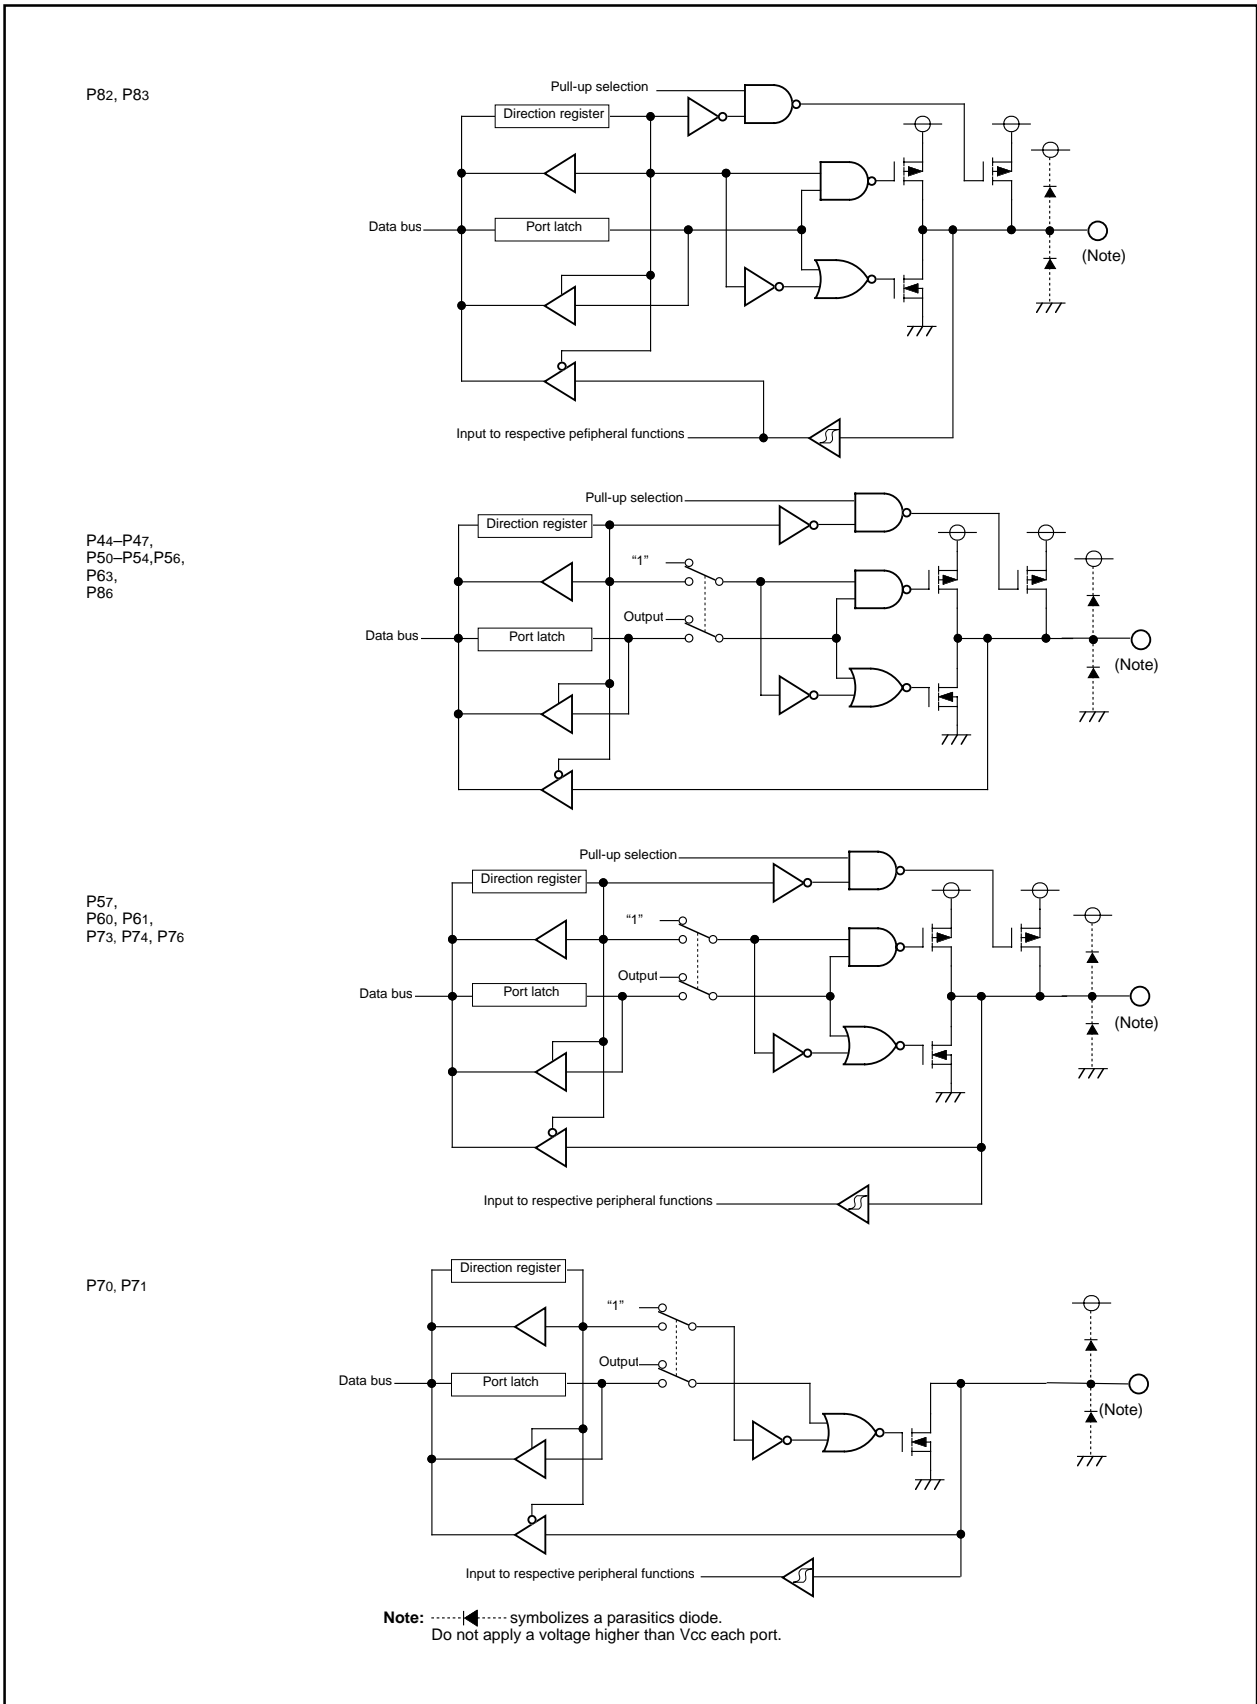 P82, P83
Pull-up selection
Direction register
Data bus
Port latch
(Note)
Input to respective pefipheral functions
P44–P47,
P50–P54,P56,
P63,
P86
Pull-up selection
Direction register
“1”
Output
Data bus
Port latch
(Note)
P57,
P60, P61,
P73, P74, P76
Pull-up selection
Direction register
“1”
Output
Data bus
Port latch
(Note)
Input to respective peripheral functions
P70, P71
Direction register
“1”
Output
Data bus
Port latch
(Note)
Input to respective peripheral functions
Note: symbolizes a parasitics diode.
Do not apply a voltage higher than Vcc each port.